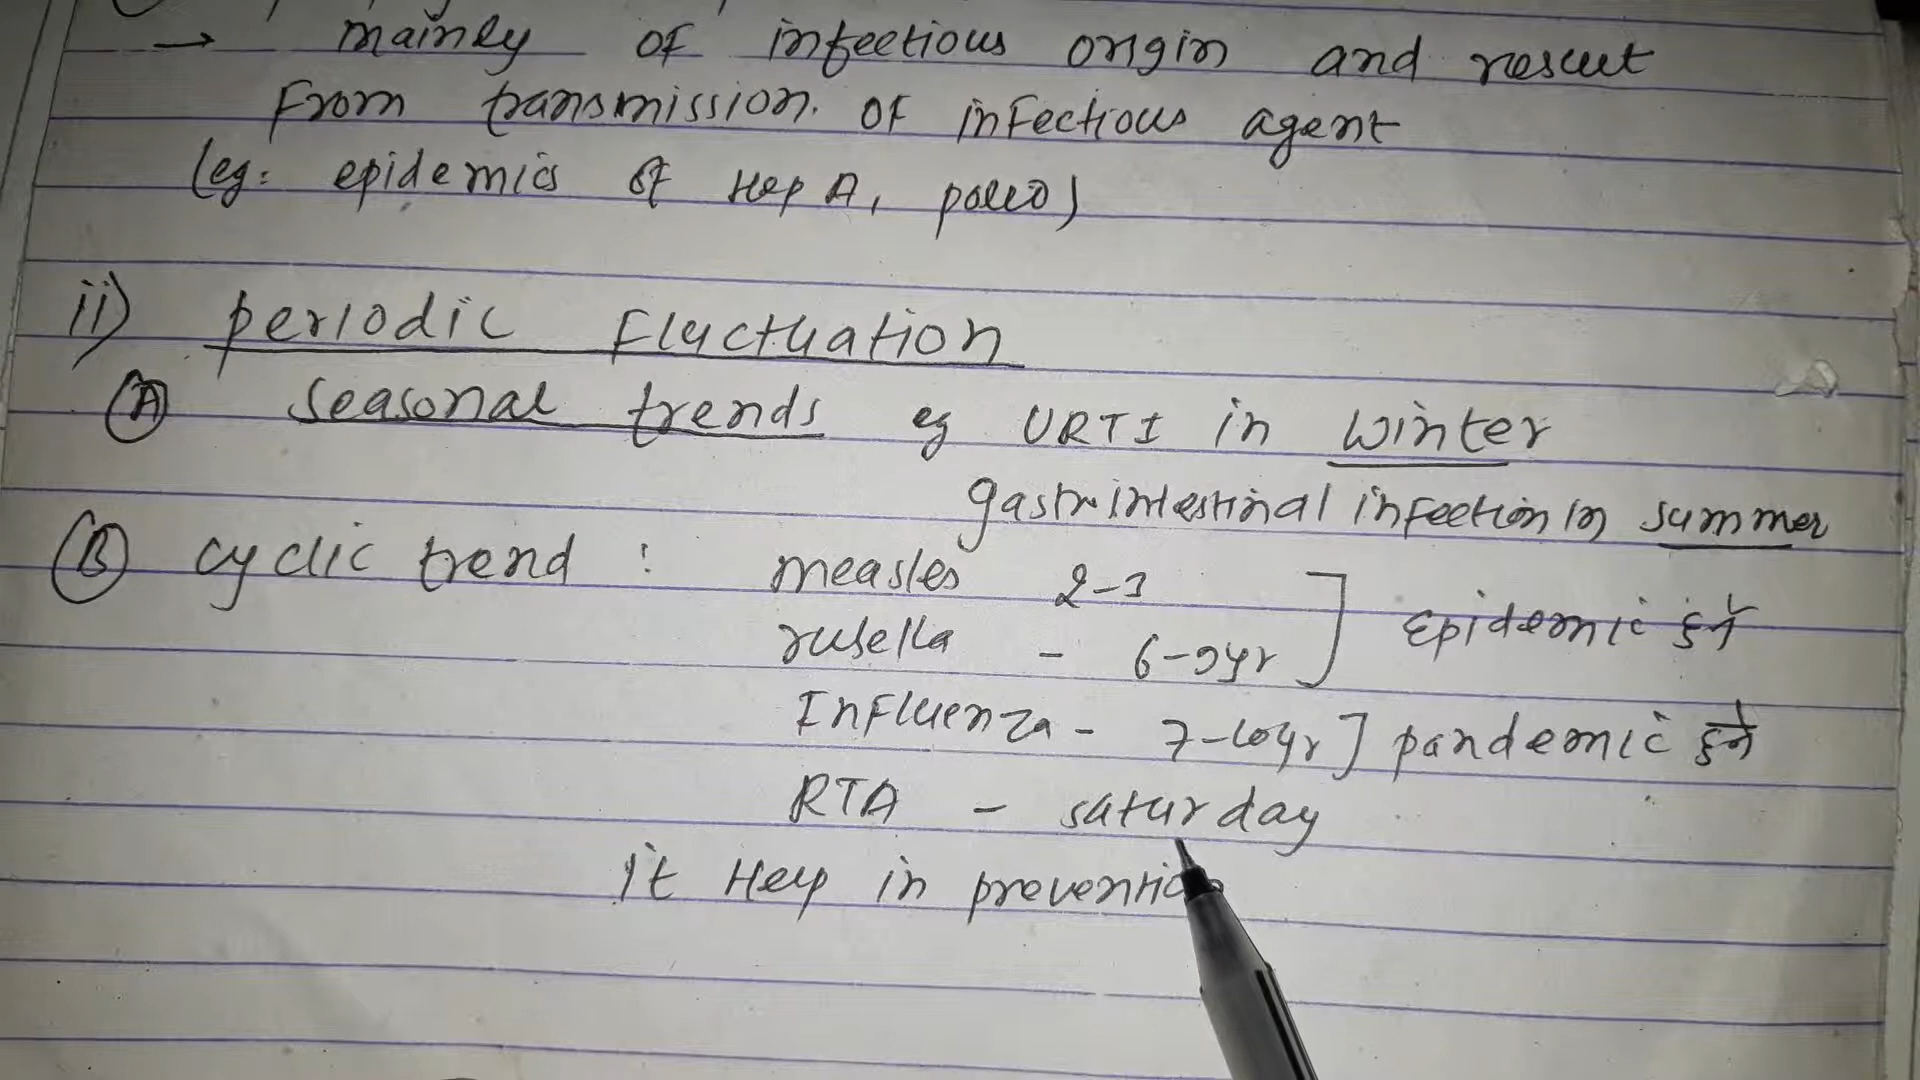 → mainly of infectious origin and result
From transmission. of infectious agent
(eg: epidemics of Hep A, polio)
ii) periodic Fluctuation
(A) seasonal trends eg URTI in winter
gastrointestinal infection in summer
(B) cyclic trend : measles 2-3
rubella - 6-9yr ] Epidemic हुने
Influenza - 7-10yr ] pandemic हुने
RTA - saturday
it Help in prevention